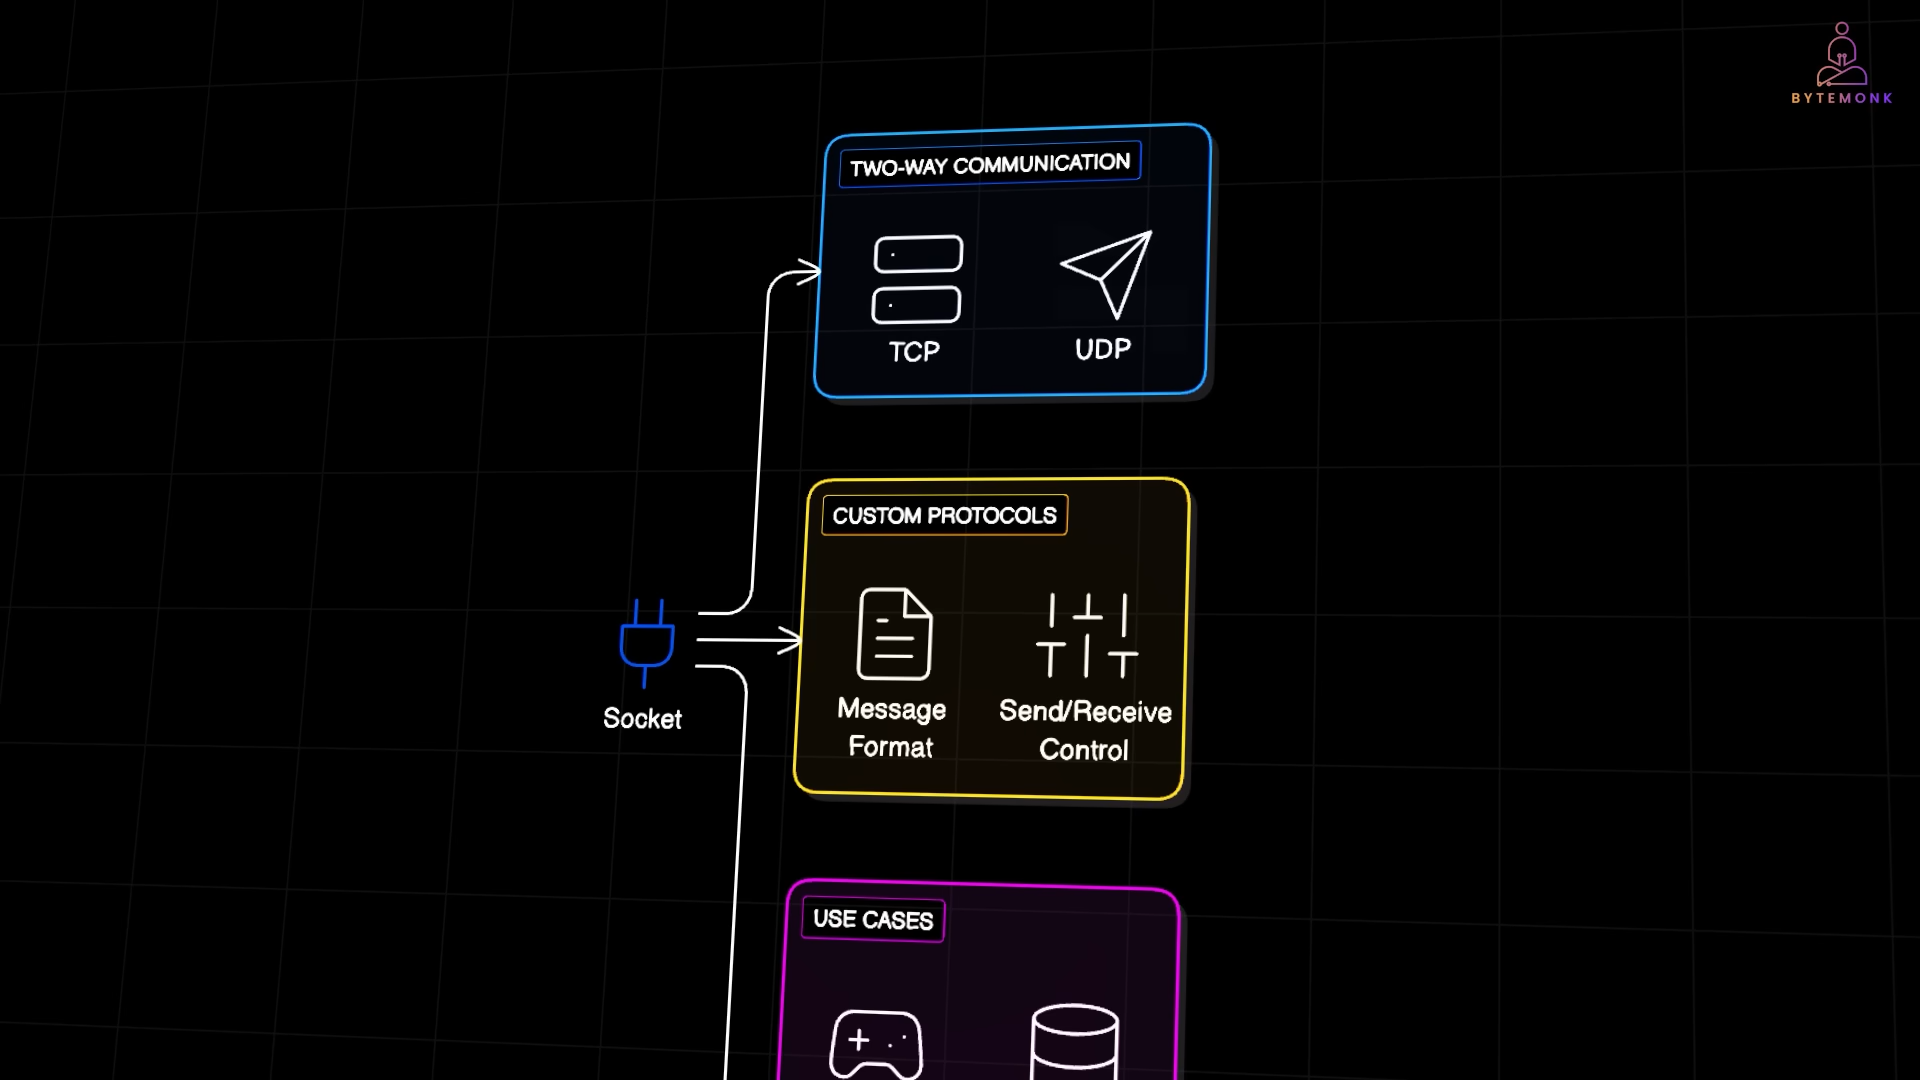 BYTEMONK
TWO-WAY COMMUNICATION
TCP
UDP
CUSTOM PROTOCOLS
Message
Format
Send/Receive
Control
Socket
USE CASES